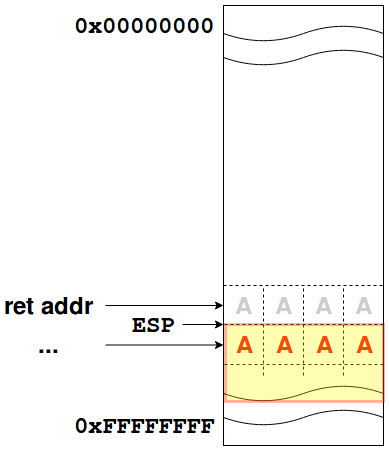 0x00000000
ret addr A A A A
ESP
... A A A A
0xFFFFFFFF